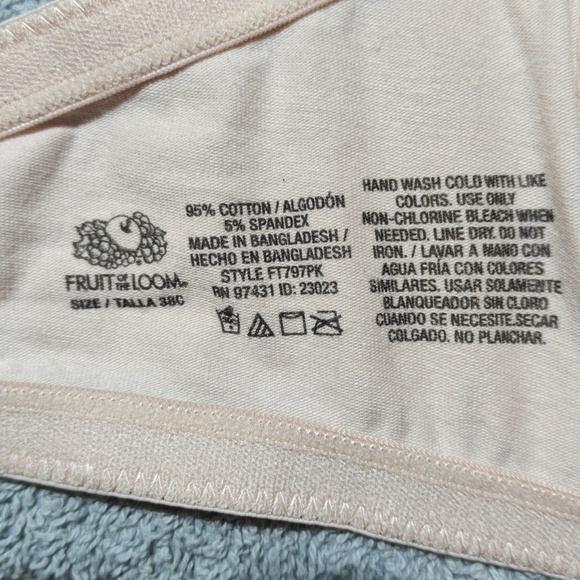 FRUIT OF THE LOOM®
SIZE / TALLA 38C
95% COTTON / ALGODÓN
5% SPANDEX
MADE IN BANGLADESH /
HECHO EN BANGLADESH
STYLE FT797PK
RN 97431 ID: 23023
HAND WASH COLD WITH LIKE
COLORS. USE ONLY
NON-CHLORINE BLEACH WHEN
NEEDED. LINE DRY. DO NOT
IRON. / LAVAR A MANO CON
AGUA FRÍA CON COLORES
SIMILARES. USAR SOLAMENTE
BLANQUEADOR SIN CLORO
CUANDO SE NECESITE.SECAR
COLGADO. NO PLANCHAR.